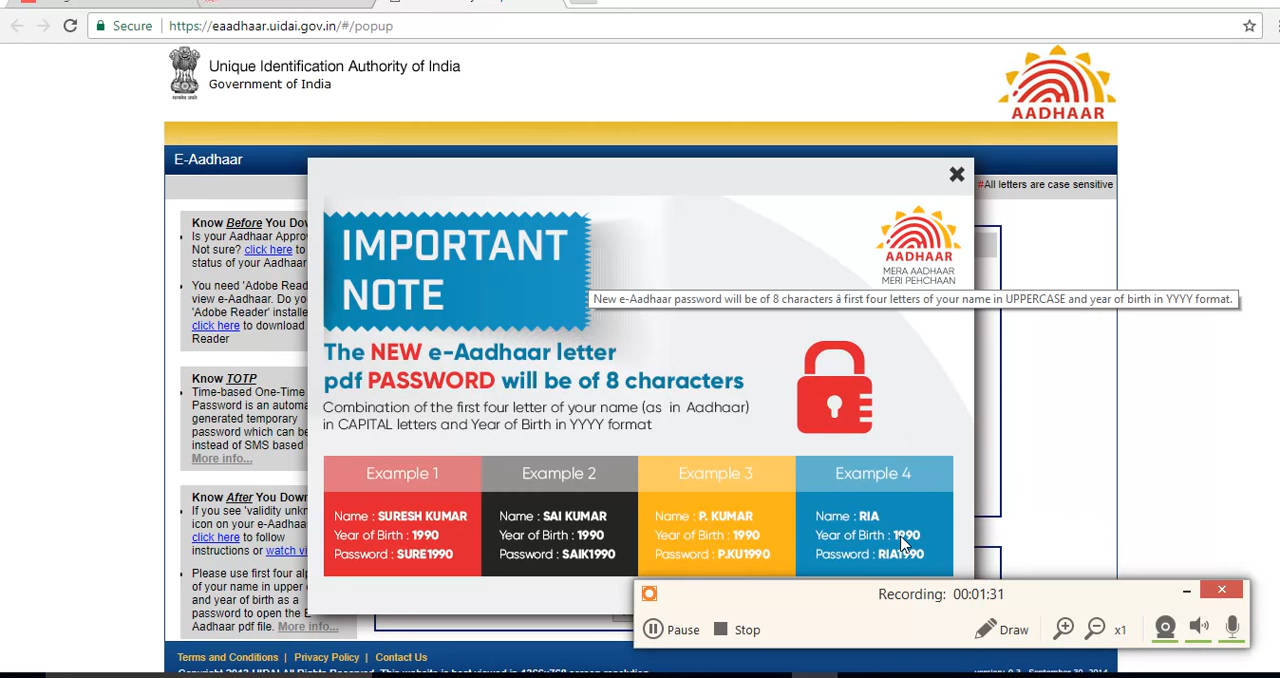 Secure | https://eaadhaar.uidai.gov.in/#/popup
Unique Identification Authority of India
Government of India
AADHAAR
E-Aadhaar
#All letters are case sensitive
Know Before You
Is your Aadhaar
Not sure? click here to
status of your Aadhaar
You need 'Adobe
view e-Aadhaar. Do
'Adobe Reader'
click here to download
Reader
Know TOTP
Time-based One-Time
Password is an
generated temporary
password which can
instead of SMS based
More info...
Know After You
If you see 'validity
icon on your
click here to follow
instructions or watch
Please use first four
of your name in upper
and year of birth as a
password to open the
Aadhaar pdf file. More info...
IMPORTANT
NOTE
AADHAAR
MERA AADHAAR
MERI PEHCHAAN
New e-Aadhaar password will be of 8 characters â first four letters of your name in UPPERCASE and year of birth in YYYY format.
The NEW e-Aadhaar letter
pdf PASSWORD will be of 8 characters
Combination of the first four letter of your name (as in Aadhaar)
in CAPITAL letters and Year of Birth in YYYY format
Example 1
Name : SURESH KUMAR
Year of Birth : 1990
Password : SURE1990
Example 2
Name : SAI KUMAR
Year of Birth : 1990
Password : SAIK1990
Example 3
Name : P. KUMAR
Year of Birth : 1990
Password : P.KU1990
Example 4
Name : RIA
Year of Birth : 1990
Password : RIA1990
Recording: 00:01:31
Pause
Stop
Draw
x1
Terms and Conditions | Privacy Policy | Contact Us